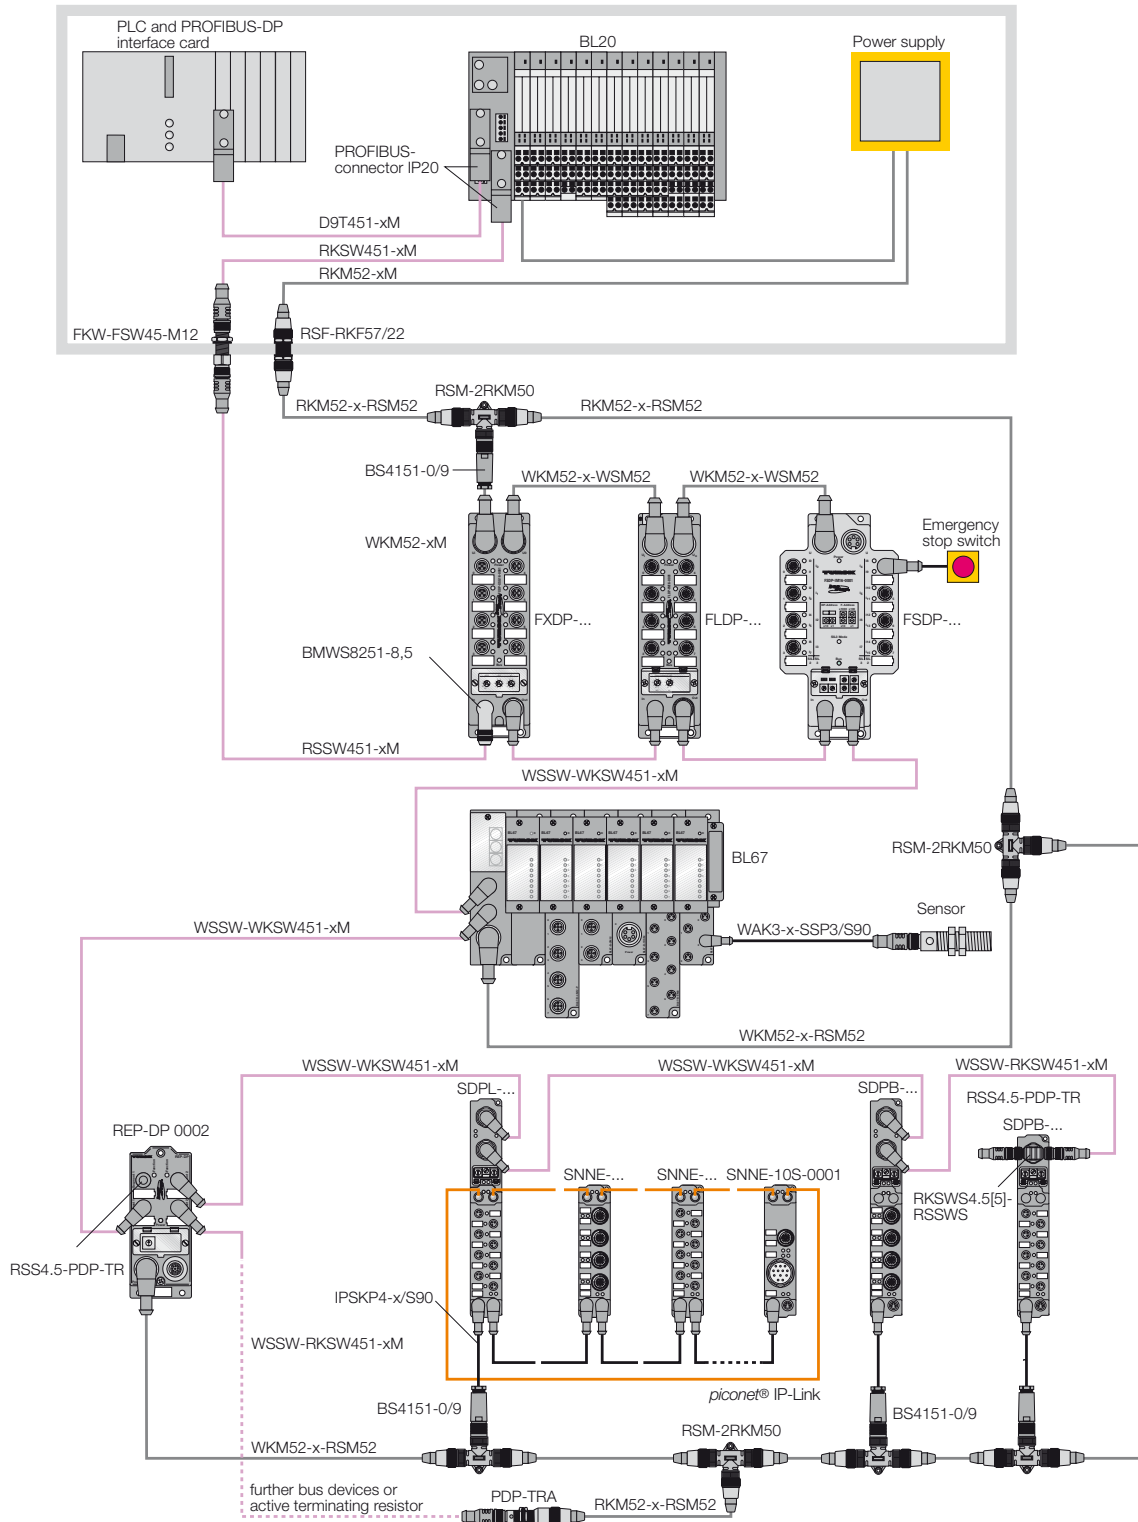 PLC and PROFIBUS-DP
interface card
BL20
Power supply
PROFIBUS-
connector IP20
D9T451-xM
RKSW451-xM
RKM52-xM
FKW-FSW45-M12
RSF-RKF57/22
RSM-2RKM50
RKM52-x-RSM52
RKM52-x-RSM52
BS4151-0/9
WKM52-x-WSM52
WKM52-x-WSM52
WKM52-xM
Emergency
stop switch
FXDP-...
FLDP-...
FSDP-...
BMWS8251-8,5
RSSW451-xM
WSSW-WKSW451-xM
RSM-2RKM50
BL67
Sensor
WSSW-WKSW451-xM
WAK3-x-SSP3/S90
WKM52-x-RSM52
WSSW-WKSW451-xM
WSSW-WKSW451-xM
WSSW-RKSW451-xM
SDPL-...
SDPB-...
RSS4.5-PDP-TR
REP-DP 0002
SDPB-...
SNNE-...
SNNE-...
SNNE-10S-0001
RKSWS4.5[5]-
RSSWS
RSS4.5-PDP-TR
IPSKP4-x/S90
WSSW-RKSW451-xM
piconet® IP-Link
BS4151-0/9
BS4151-0/9
RSM-2RKM50
WKM52-x-RSM52
further bus devices or
active terminating resistor
PDP-TRA
RKM52-x-RSM52